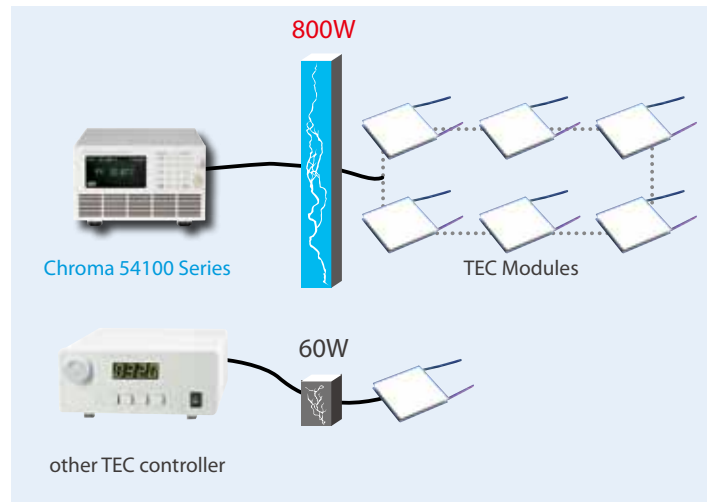 800W
Chroma 54100 Series
TEC Modules
60W
other TEC controller